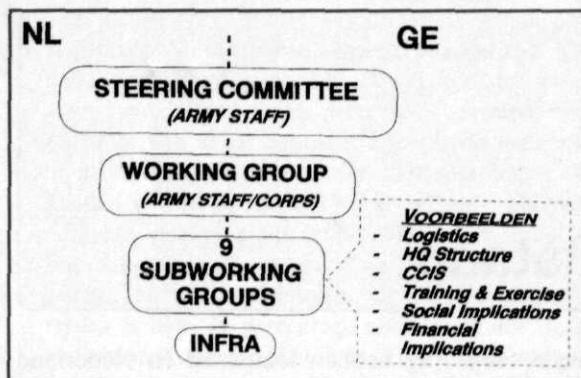 NL GE
STEERING COMMITTEE
(ARMY STAFF)
WORKING GROUP
(ARMY STAFF/CORPS)
9
SUBWORKING
GROUPS
INFRA
VOORBEELDEN
- Logistics
- HQ Structure
- CCIS
- Training & Exercise
- Social Implications
- Financial
Implications